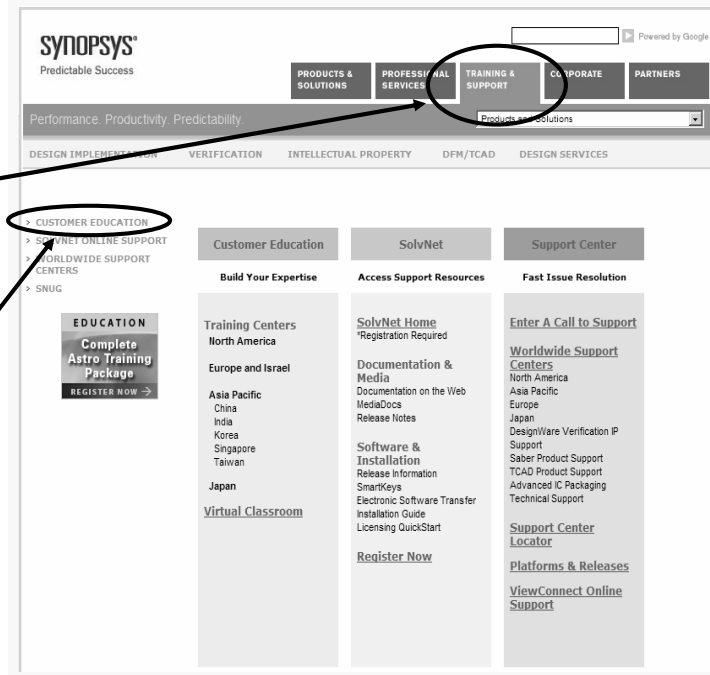 SYNOPSYS®
Predictable Success
Powered by Google
PRODUCTS & SOLUTIONS
PROFESSIONAL SERVICES
TRAINING & SUPPORT
CORPORATE
PARTNERS
Performance. Productivity. Predictability.
Products and Solutions
DESIGN IMPLEMENTATION VERIFICATION INTELLECTUAL PROPERTY DFM/TCAD DESIGN SERVICES
> CUSTOMER EDUCATION
> SOLVNET ONLINE SUPPORT
> WORLDWIDE SUPPORT
CENTERS
> SNUG
EDUCATION
Complete
Astro Training
Package
REGISTER NOW →
Customer Education
Build Your Expertise
Training Centers
North America
Europe and Israel
Asia Pacific
China
India
Korea
Singapore
Taiwan
Japan
Virtual Classroom
SolvNet
Access Support Resources
SolvNet Home
*Registration Required
Documentation &
Media
Documentation on the Web
MediaDocs
Release Notes
Software &
Installation
Release Information
SmartKeys
Electronic Software Transfer
Installation Guide
Licensing QuickStart
Register Now
Support Center
Fast Issue Resolution
Enter A Call to Support
Worldwide Support
Centers
North America
Asia Pacific
Europe
Japan
DesignWare Verification IP
Support
Saber Product Support
TCAD Product Support
Advanced IC Packaging
Technical Support
Support Center
Locator
Platforms & Releases
ViewConnect Online
Support